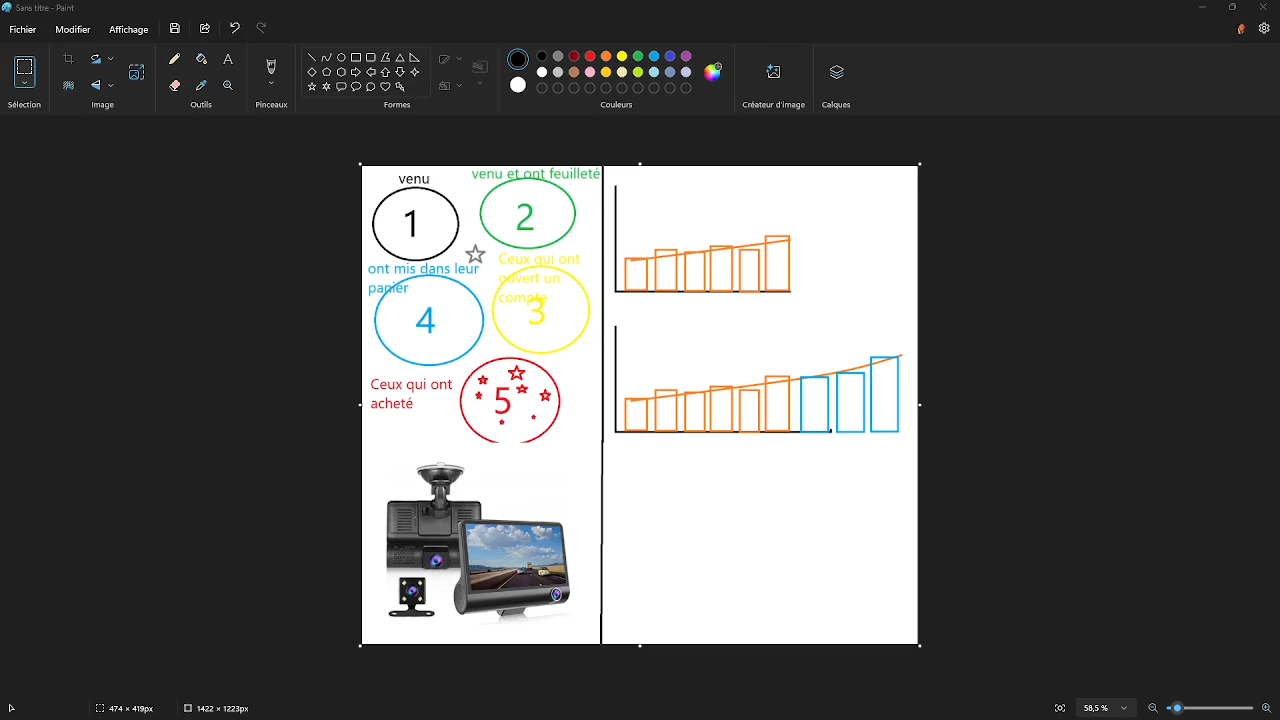 Sans titre - Paint
Fichier
Modifier
Affichage
Sélection
Image
Outils
Pinceaux
Formes
Couleurs
Créateur d'image
Calques
venu
venu et ont feuilleté
1
2
ont mis dans leur
panier
Ceux qui ont
ouvert un
compte
4
3
Ceux qui ont
acheté
5
474 × 419px
1422 × 1223px
58,5 %